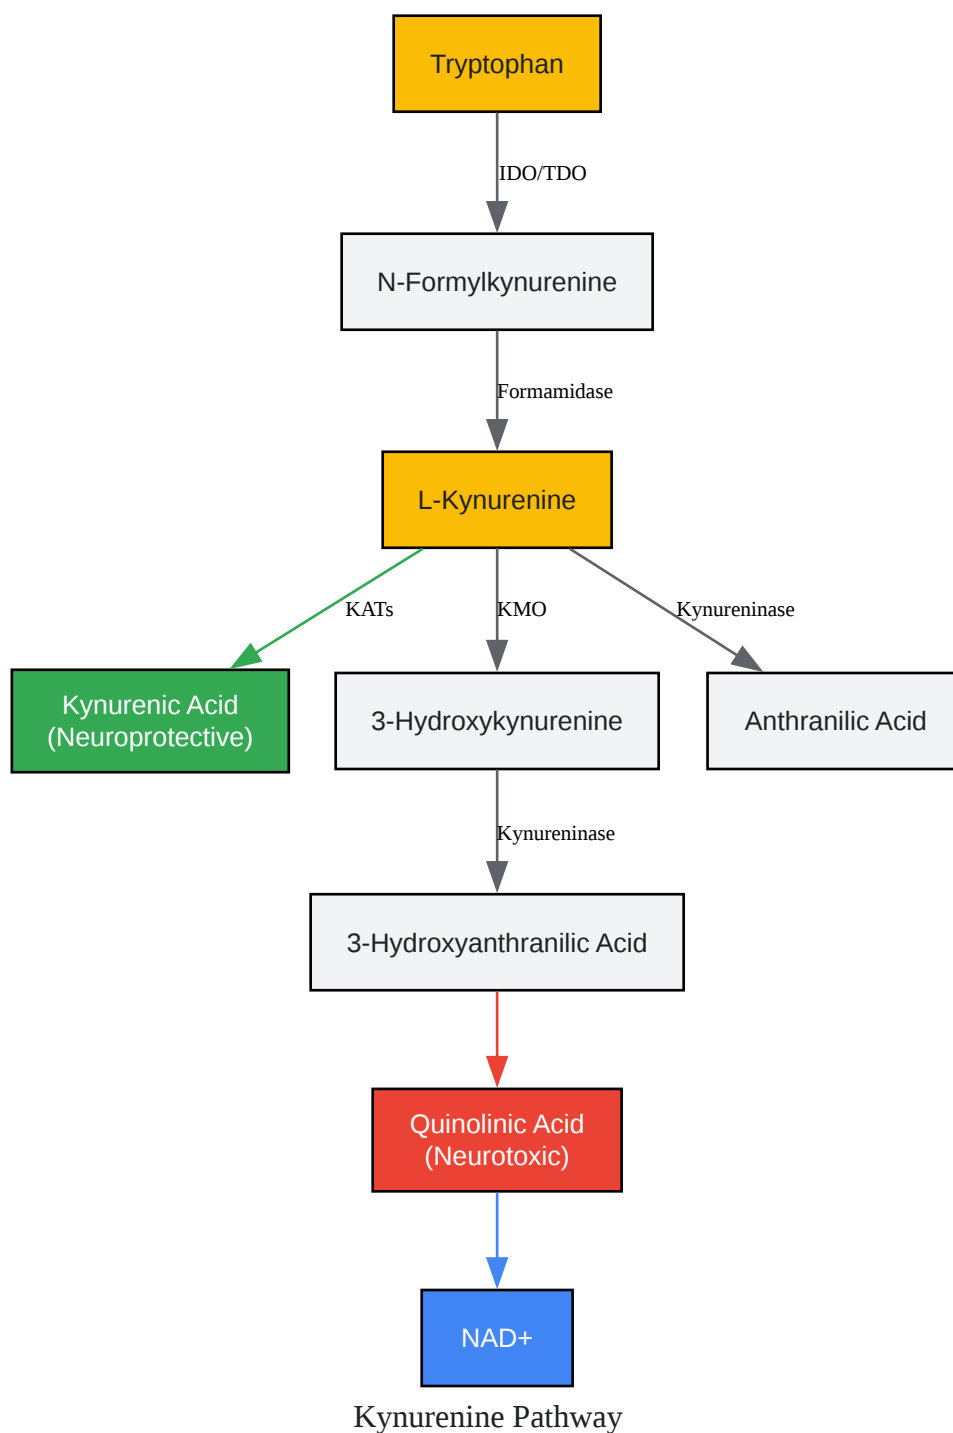 Tryptophan
IDO/TDO
N-Formylkynurenine
Formamidase
L-Kynurenine
KATs
KMO
Kynureninase
Kynurenic Acid
(Neuroprotective)
3-Hydroxykynurenine
Anthranilic Acid
Kynureninase
3-Hydroxyanthranilic Acid
Quinolinic Acid
(Neurotoxic)
NAD+
Kynurenine Pathway